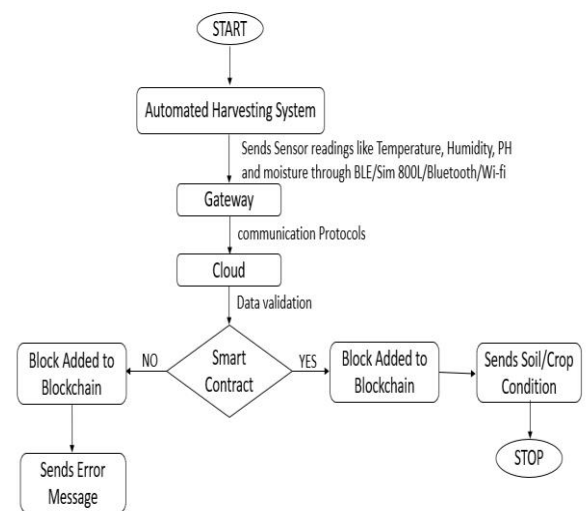 START
Automated Harvesting System
Sends Sensor readings like Temperature, Humidity, PH
and moisture through BLE/Sim 800L/Bluetooth/Wi-fi
Gateway
communication Protocols
Cloud
Data validation
Block Added to
Blockchain
NO
Smart
Contract
YES
Block Added to
Blockchain
Sends Soil/Crop
Condition
Sends Error
Message
STOP